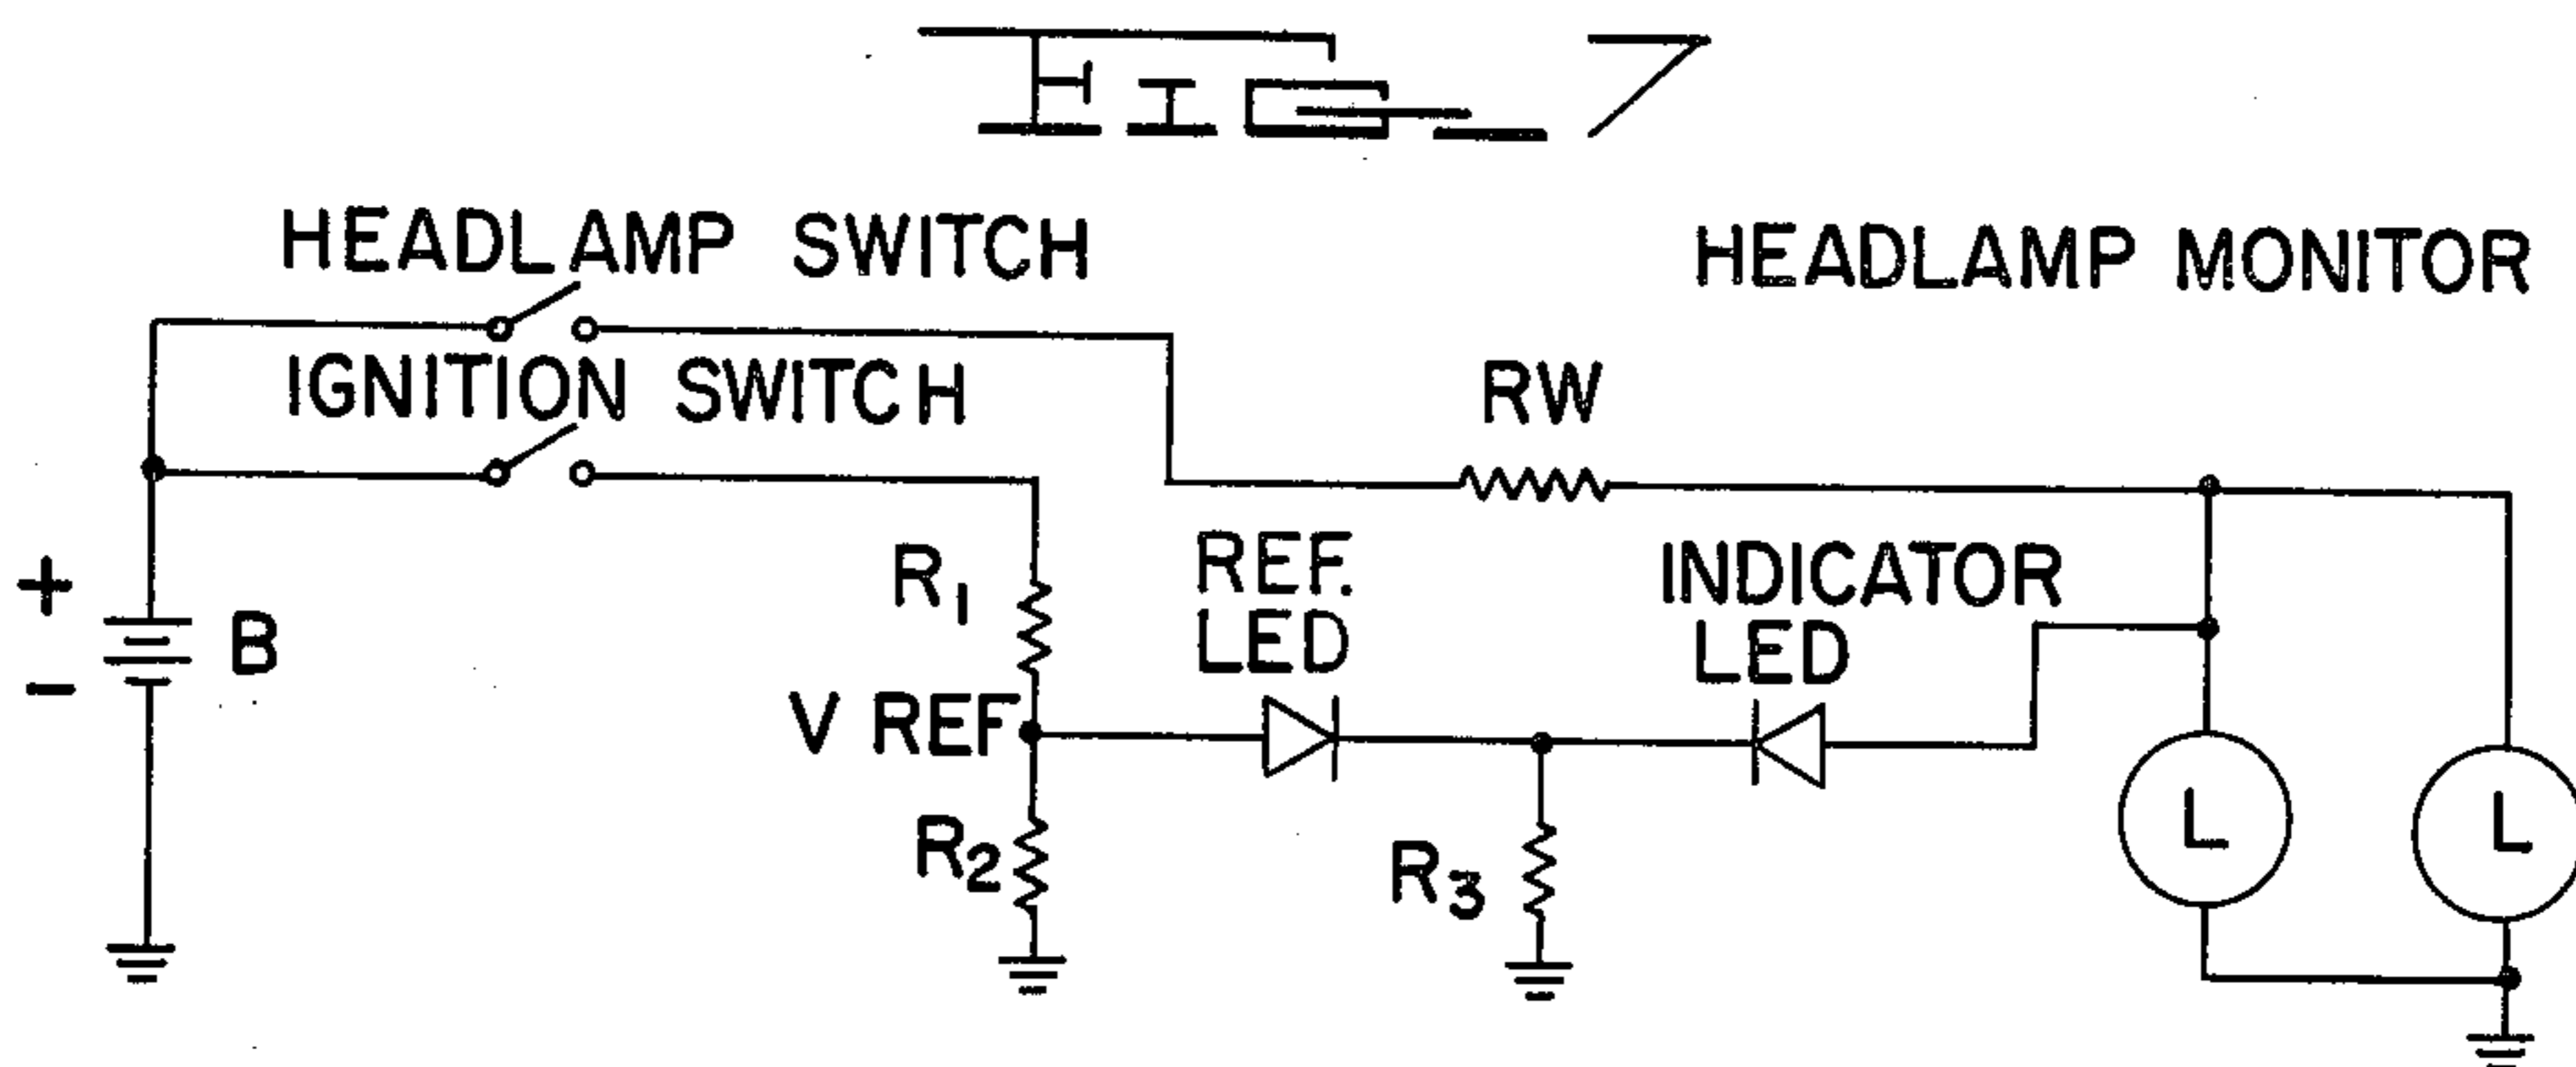 FIG. 7
HEADLAMP SWITCH
HEADLAMP MONITOR
IGNITION SWITCH
RW
R1
REF.
LED
INDICATOR
LED
+
B
-
V REF
R2
R3
L
L